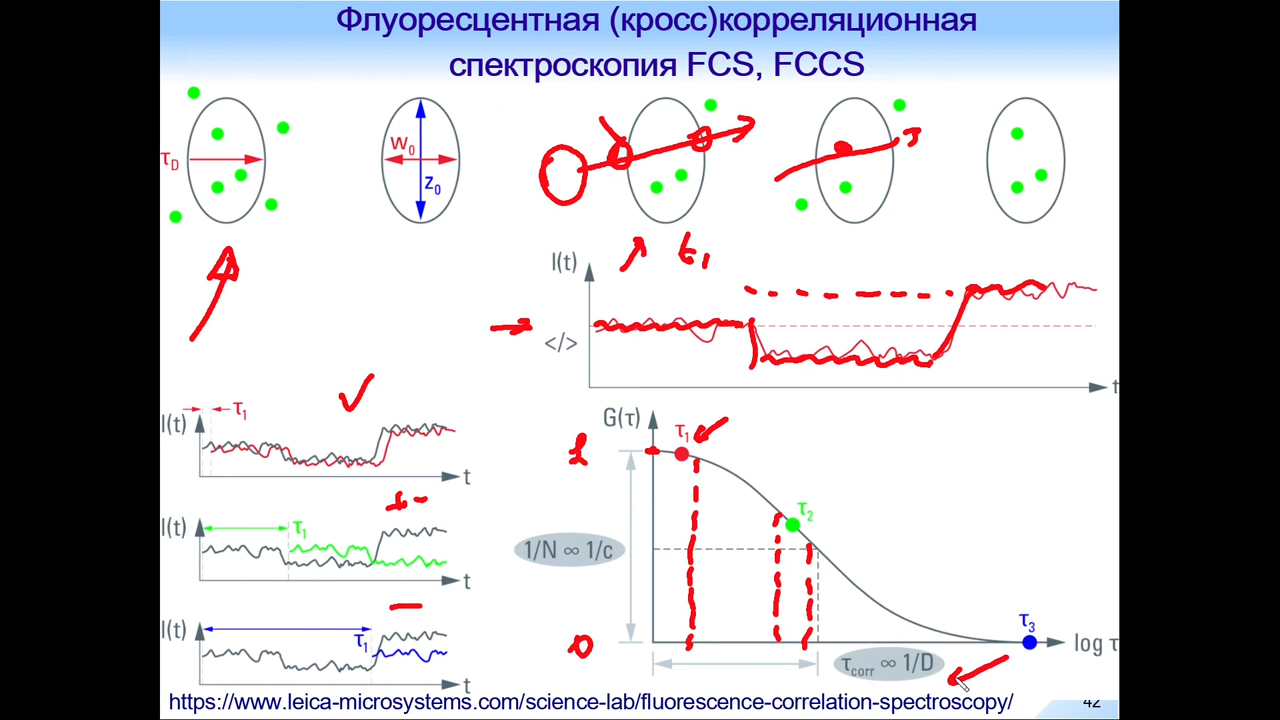 Флуоресцентная (кросс)корреляционная
спектроскопия FCS, FCCS
τD
w0
z0
t1
I(t)
</>
t
I(t)
τ1
t
I(t)
τ1
t
I(t)
τ1
t
G(τ)
1
τ1
τ2
1/N ∞ 1/c
0
τ3
log τ
τcorr ∞ 1/D
https://www.leica-microsystems.com/science-lab/fluorescence-correlation-spectroscopy/
42